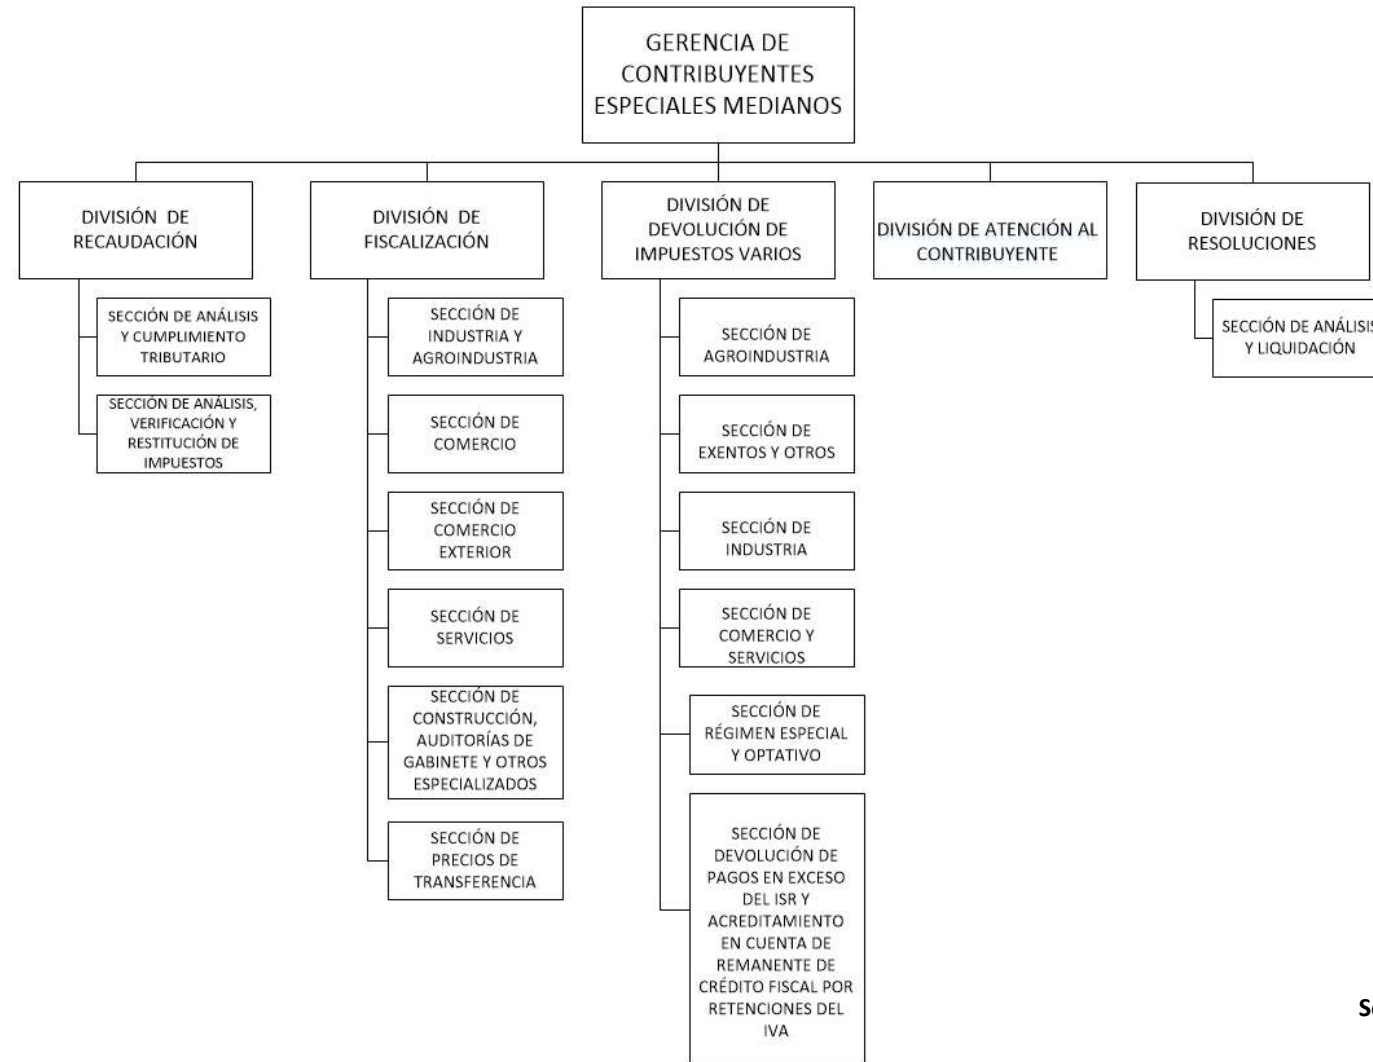 GERENCIA DE
CONTRIBUYENTES
ESPECIALES MEDIANOS
DIVISIÓN DE
RECAUDACIÓN
DIVISIÓN DE
FISCALIZACIÓN
DIVISIÓN DE
DEVOLUCIÓN DE
IMPUESTOS VARIOS
DIVISIÓN DE ATENCIÓN AL
CONTRIBUYENTE
DIVISIÓN DE
RESOLUCIONES
SECCIÓN DE ANÁLISIS
Y CUMPLIMIENTO
TRIBUTARIO
SECCIÓN DE ANÁLISIS,
VERIFICACIÓN Y
RESTITUCIÓN DE
IMPUESTOS
SECCIÓN DE
INDUSTRIA Y
AGROINDUSTRIA
SECCIÓN DE
COMERCIO
SECCIÓN DE
COMERCIO
EXTERIOR
SECCIÓN DE
SERVICIOS
SECCIÓN DE
CONSTRUCCIÓN,
AUDITORÍAS DE
GABINETE Y OTROS
ESPECIALIZADOS
SECCIÓN DE
PRECIOS DE
TRANSFERENCIA
SECCIÓN DE
AGROINDUSTRIA
SECCIÓN DE
EXENTOS Y OTROS
SECCIÓN DE
INDUSTRIA
SECCIÓN DE
COMERCIO Y
SERVICIOS
SECCIÓN DE
RÉGIMEN ESPECIAL
Y OPTATIVO
SECCIÓN DE
DEVOLUCIÓN DE
PAGOS EN EXCESO
DEL ISR Y
ACREDITAMIENTO
EN CUENTA DE
REMANENTE DE
CRÉDITO FISCAL POR
RETENCIONES DEL
IVA
SECCIÓN DE ANÁLISIS
Y LIQUIDACIÓN